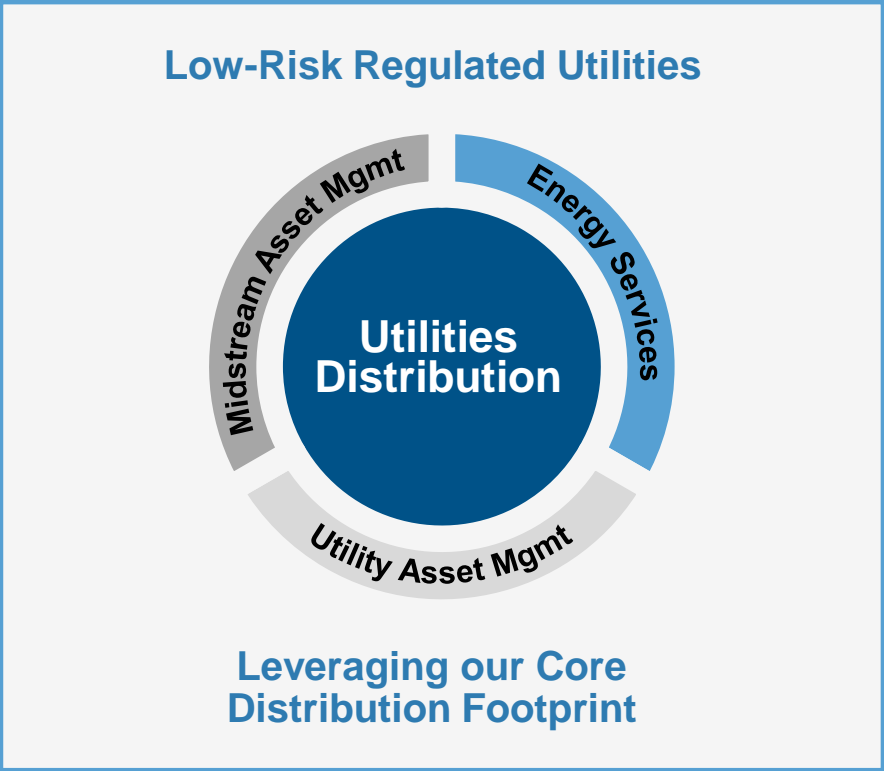 Low-Risk Regulated Utilities
Midstream Asset Mgmt
Energy Services
Utilities
Distribution
Utility Asset Mgmt
Leveraging our Core
Distribution Footprint